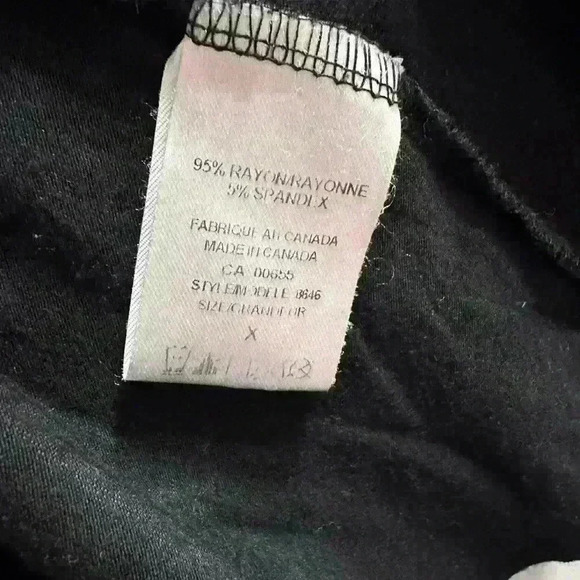 95% RAYON/RAYONNE
5% SPANDEX
FABRIQUE AU CANADA
MADE IN CANADA
CA 00655
STYLE/MODELE 8646
SIZE/GRANDEUR
X